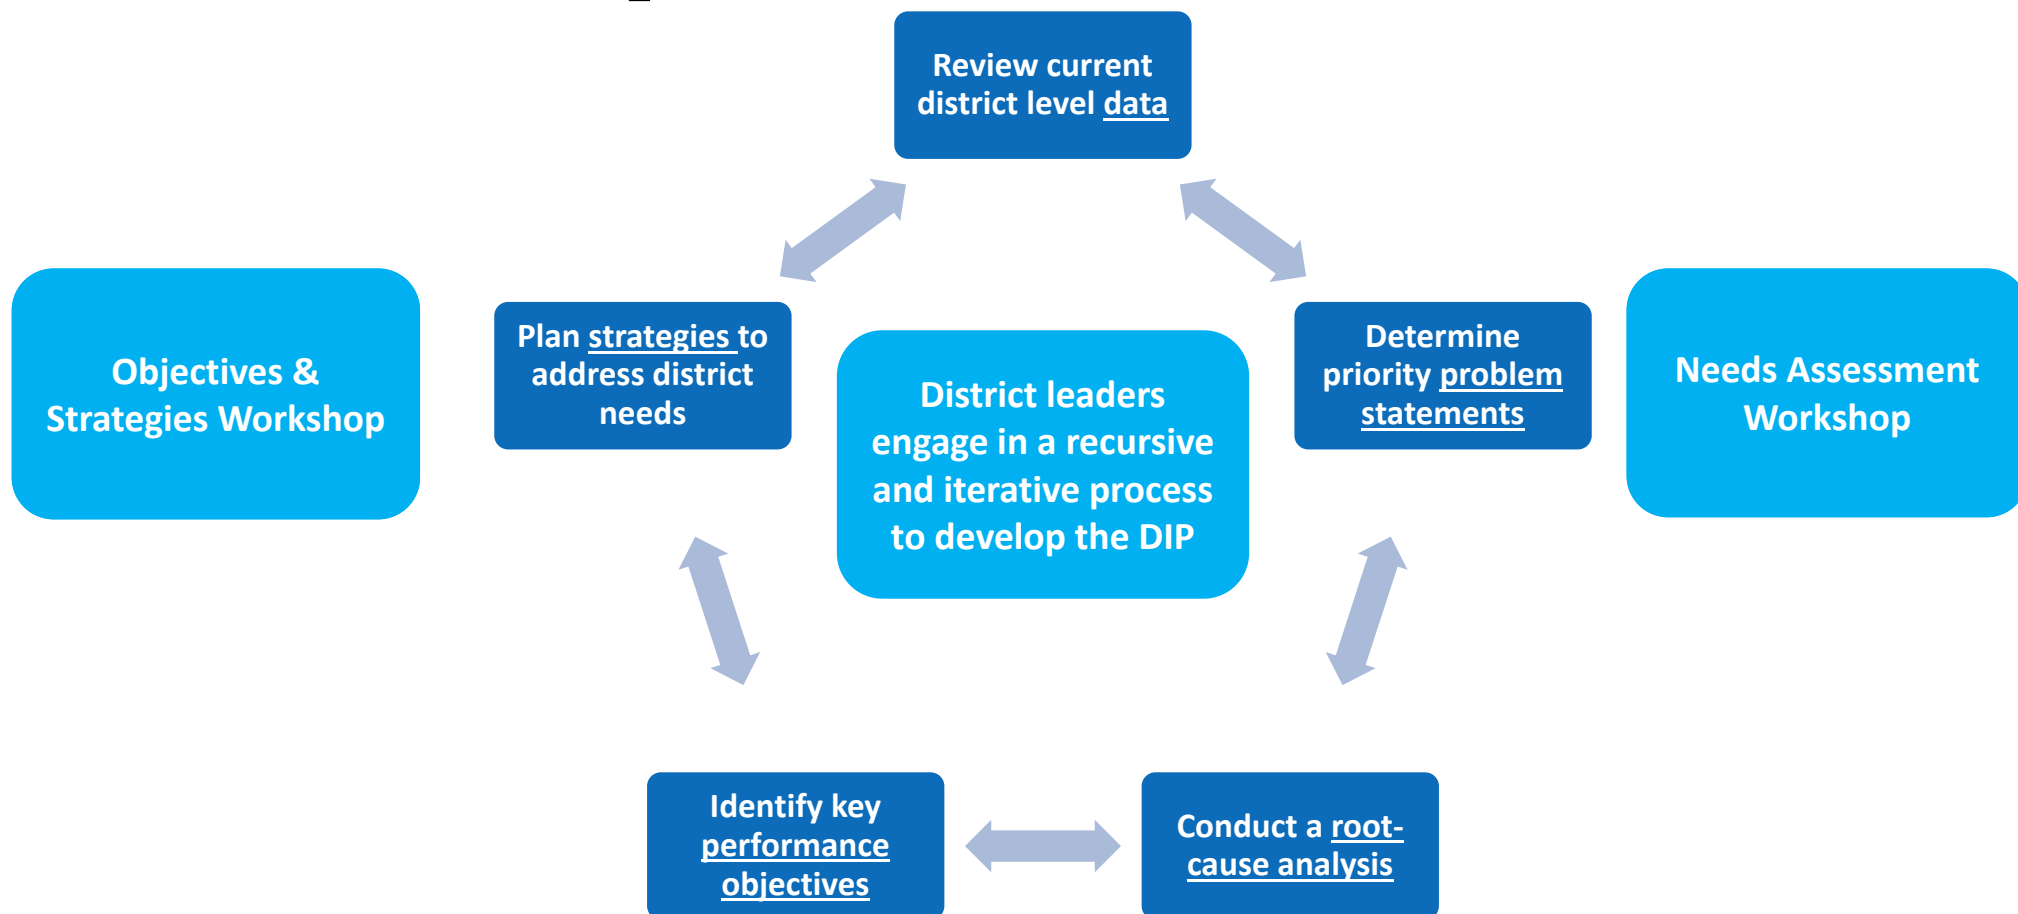 Review current
district level data
Objectives &
Strategies Workshop
Plan strategies to
address district
needs
District leaders
engage in a recursive
and iterative process
to develop the DIP
Determine
priority problem
statements
Needs Assessment
Workshop
Identify key
performance
objectives
Conduct a root-
cause analysis